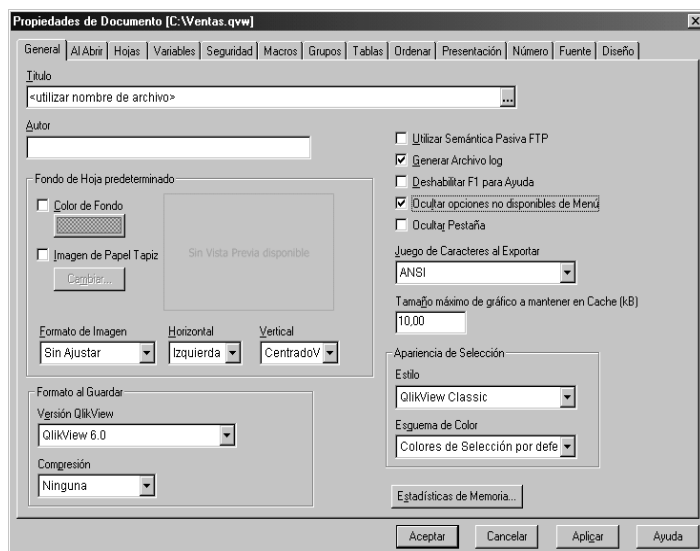 Propiedades de Documento [C:\Ventas.qvw]
General Al Abrir Hojas Variables Seguridad Macros Grupos Tablas Ordenar Presentación Número Fuente Diseño
Título
<utilizar nombre de archivo>
...
Autor
Utilizar Semántica Pasiva FTP
Generar Archivo log
Deshabilitar F1 para Ayuda
Ocultar opciones no disponibles de Menú
Ocultar Pestaña
Fondo de Hoja predeterminado
Color de Fondo
Imagen de Papel Tapiz
Cambiar...
Sin Vista Previa disponible
Formato de Imagen
Sin Ajustar
Horizontal
Izquierda
Vertical
CentradoV
Juego de Caracteres al Exportar
ANSI
Tamaño máximo de gráfico a mantener en Cache (kB)
10,00
Formato al Guardar
Versión QlikView
QlikView 6.0
Compresión
Ninguna
Apariencia de Selección
Estilo
QlikView Classic
Esquema de Color
Colores de Selección por defe
Estadísticas de Memoria...
Aceptar Cancelar Aplicar Ayuda